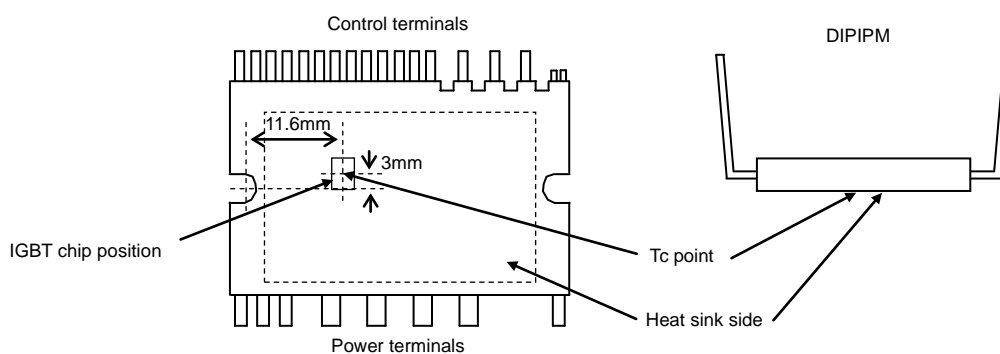 Control terminals
DIPIPM
11.6mm
3mm
IGBT chip position
Tc point
Heat sink side
Power terminals